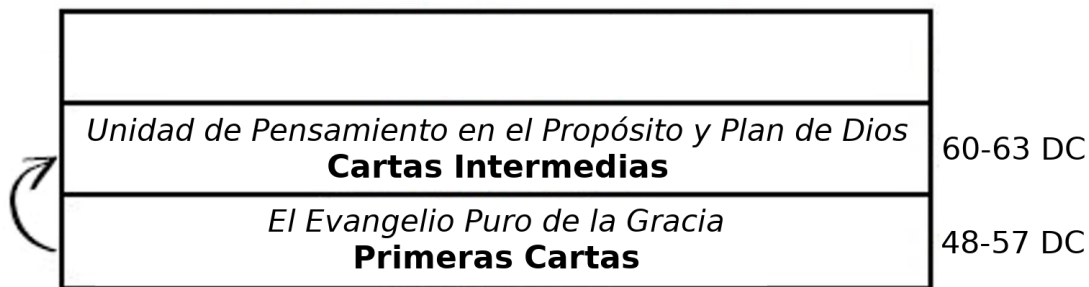 Unidad de Pensamiento en el Propósito y Plan de Dios
Cartas Intermedias
60-63 DC
El Evangelio Puro de la Gracia
Primeras Cartas
48-57 DC